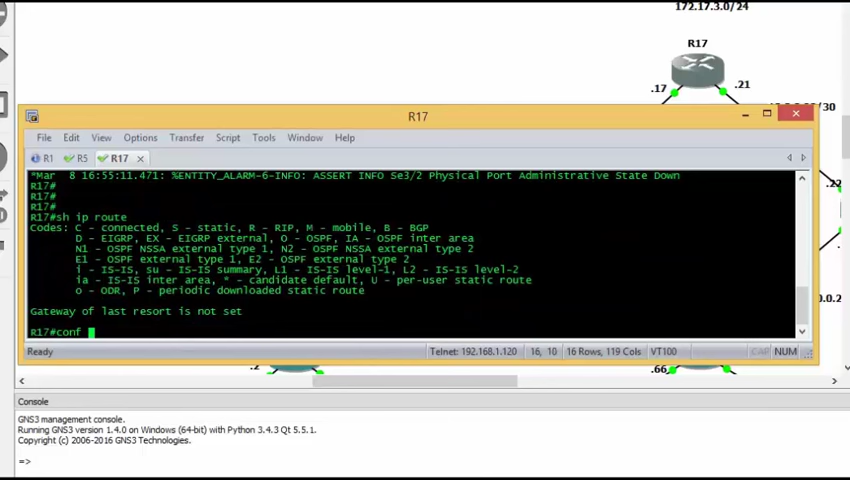 172.17.3.0/24
R17
.17
.21
/30
R17
File Edit View Options Transfer Script Tools Window Help
R1 R5 R17
*Mar  8 16:55:11.471: %ENTITY_ALARM-6-INFO: ASSERT INFO Se3/2 Physical Port Administrative State Down
R17#
R17#
R17#sh ip route
Codes: C - connected, S - static, R - RIP, M - mobile, B - BGP
D - EIGRP, EX - EIGRP external, O - OSPF, IA - OSPF inter area
N1 - OSPF NSSA external type 1, N2 - OSPF NSSA external type 2
E1 - OSPF external type 1, E2 - OSPF external type 2
i - IS-IS, su - IS-IS summary, L1 - IS-IS level-1, L2 - IS-IS level-2
ia - IS-IS inter area, * - candidate default, U - per-user static route
o - ODR, P - periodic downloaded static route
Gateway of last resort is not set
R17#conf
.22
0.0.2
Ready Telnet: 192.168.1.120 16, 10 16 Rows, 119 Cols VT100 CAP NUM
.2
.66
Console
GNS3 management console.
Running GNS3 version 1.4.0 on Windows (64-bit) with Python 3.4.3 Qt 5.5.1.
Copyright (c) 2006-2016 GNS3 Technologies.
=>